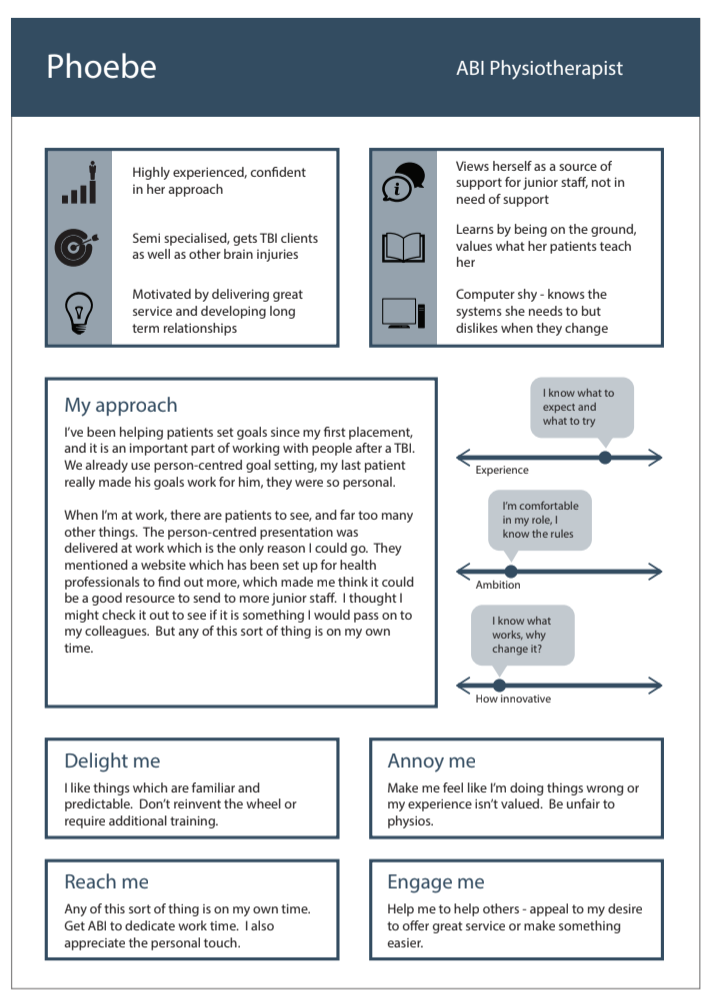 Phoebe
ABI Physiotherapist
Highly experienced, confident
in her approach
Semi specialised, gets TBI clients
as well as other brain injuries
Motivated by delivering great
service and developing long
term relationships
Views herself as a source of
support for junior staff, not in
need of support
Learns by being on the ground,
values what her patients teach
her
Computer shy - knows the
systems she needs to but
dislikes when they change
My approach
I've been helping patients set goals since my first placement,
and it is an important part of working with people after a TBI.
We already use person-centred goal setting, my last patient
really made his goals work for him, they were so personal.
When I'm at work, there are patients to see, and far too many
other things. The person-centred presentation was
delivered at work which is the only reason I could go. They
mentioned a website which has been set up for health
professionals to find out more, which made me think it could
be a good resource to send to more junior staff. I thought I
might check it out to see if it is something I would pass on to
my colleagues. But any of this sort of thing is on my own
time.
I know what to
expect and
what to try
Experience
I'm comfortable
in my role, I
know the rules
Ambition
I know what
works, why
change it?
How innovative
Delight me
I like things which are familiar and
predictable. Don't reinvent the wheel or
require additional training.
Annoy me
Make me feel like I'm doing things wrong or
my experience isn't valued. Be unfair to
physios.
Reach me
Any of this sort of thing is on my own time.
Get ABI to dedicate work time. I also
appreciate the personal touch.
Engage me
Help me to help others - appeal to my desire
to offer great service or make something
easier.